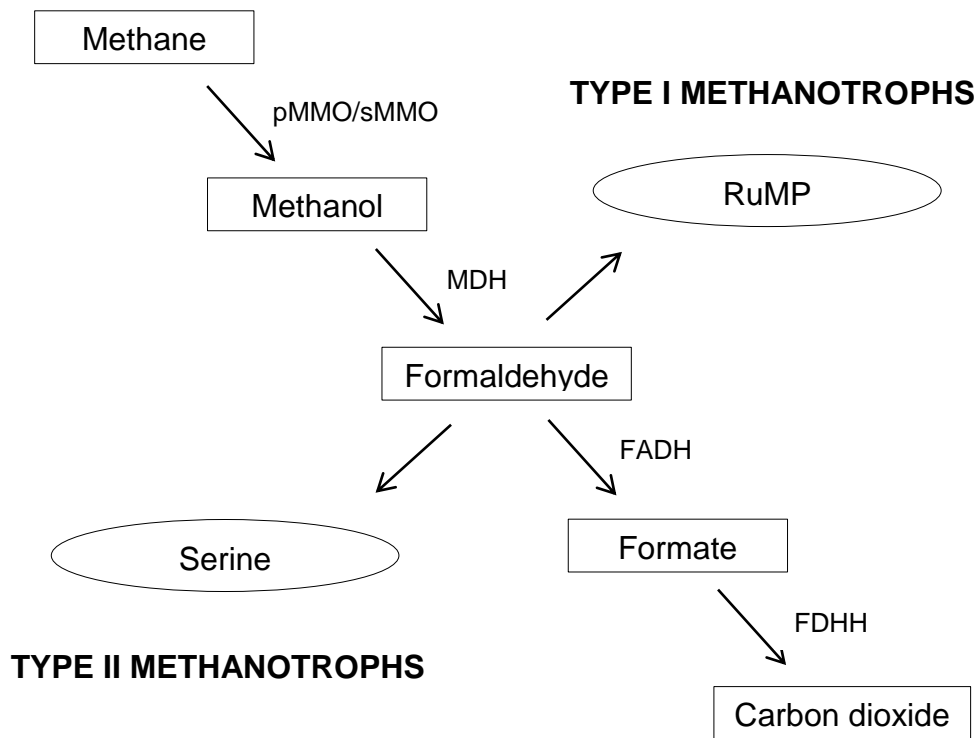 Methane
TYPE I METHANOTROPHS
pMMO/sMMO
RuMP
Methanol
MDH
Formaldehyde
FADH
Serine
Formate
FDHH
TYPE II METHANOTROPHS
Carbon dioxide